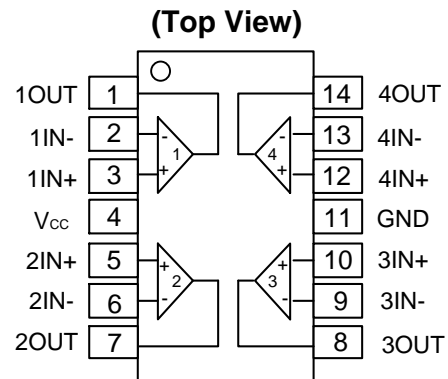 (Top View)
1OUT 1 14 4OUT
1IN- 2 - - 13 4IN-
1 4
1IN+ 3 + + 12 4IN+
Vcc 4 11 GND
2IN+ 5 + + 10 3IN+
2 3
2IN- 6 - - 9 3IN-
2OUT 7 8 3OUT